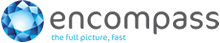 encompass
the full picture, fast